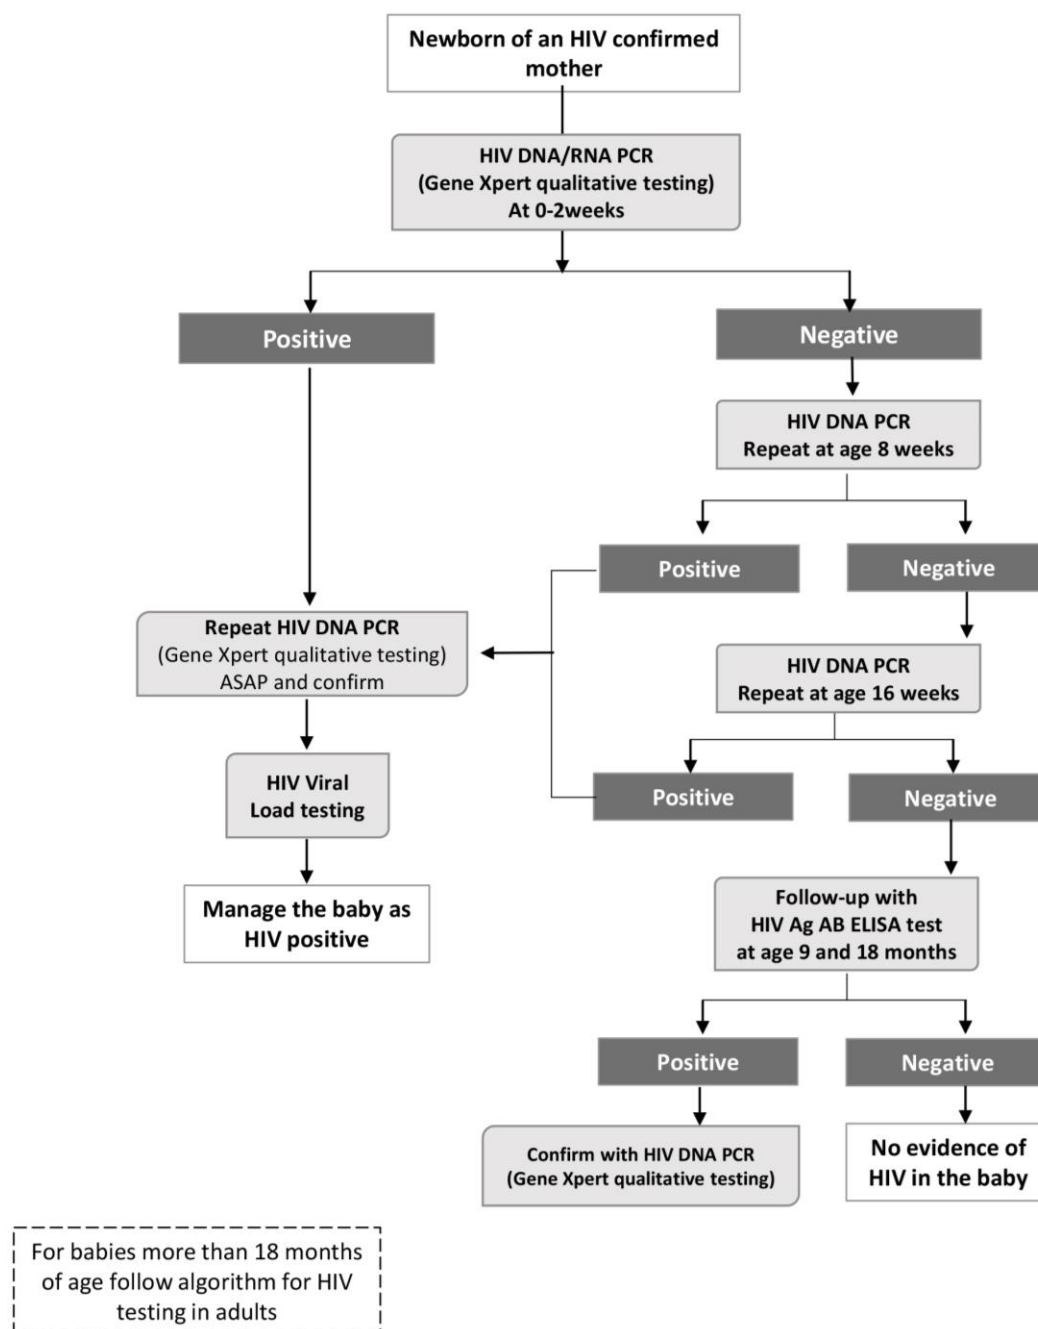 Newborn of an HIV confirmed
mother
HIV DNA/RNA PCR
(Gene Xpert qualitative testing)
At 0-2weeks
Positive
Negative
HIV DNA PCR
Repeat at age 8 weeks
Positive
Negative
Repeat HIV DNA PCR
(Gene Xpert qualitative testing)
ASAP and confirm
HIV DNA PCR
Repeat at age 16 weeks
HIV Viral
Load testing
Positive
Negative
Manage the baby as
HIV positive
Follow-up with
HIV Ag AB ELISA test
at age 9 and 18 months
Positive
Negative
Confirm with HIV DNA PCR
(Gene Xpert qualitative testing)
No evidence of
HIV in the baby
For babies more than 18 months
of age follow algorithm for HIV
testing in adults